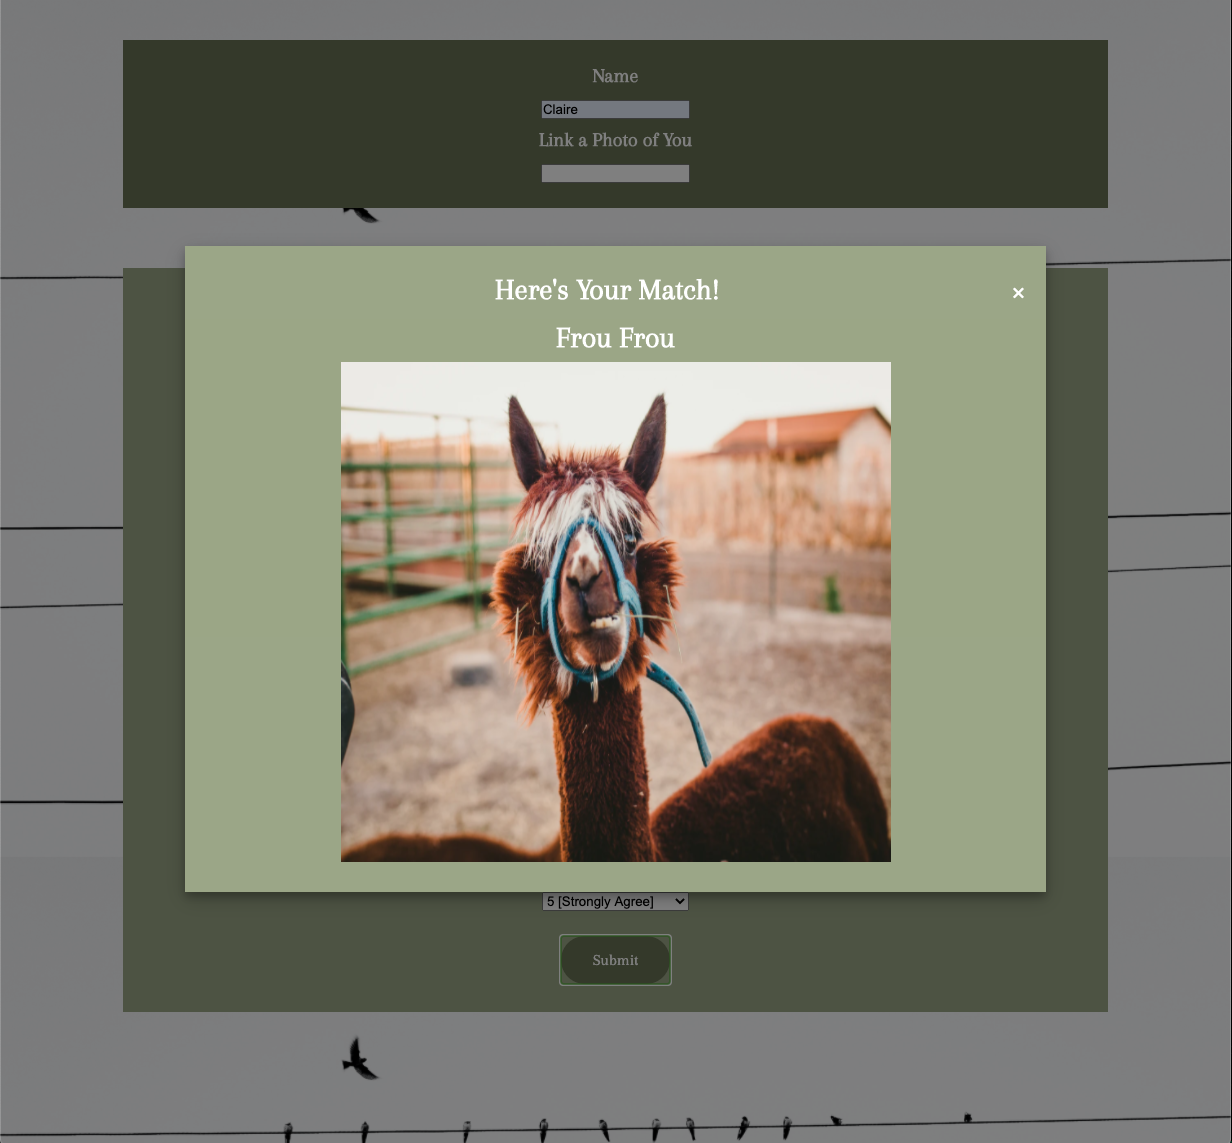 Name
Claire
Link a Photo of You
Here's Your Match!
×
Frou Frou
5 [Strongly Agree]
Submit